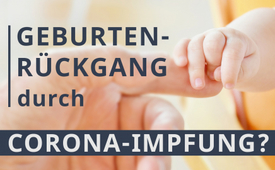 GEBURTEN-
RÜCKGANG
durch
CORONA-IMPFUNG?